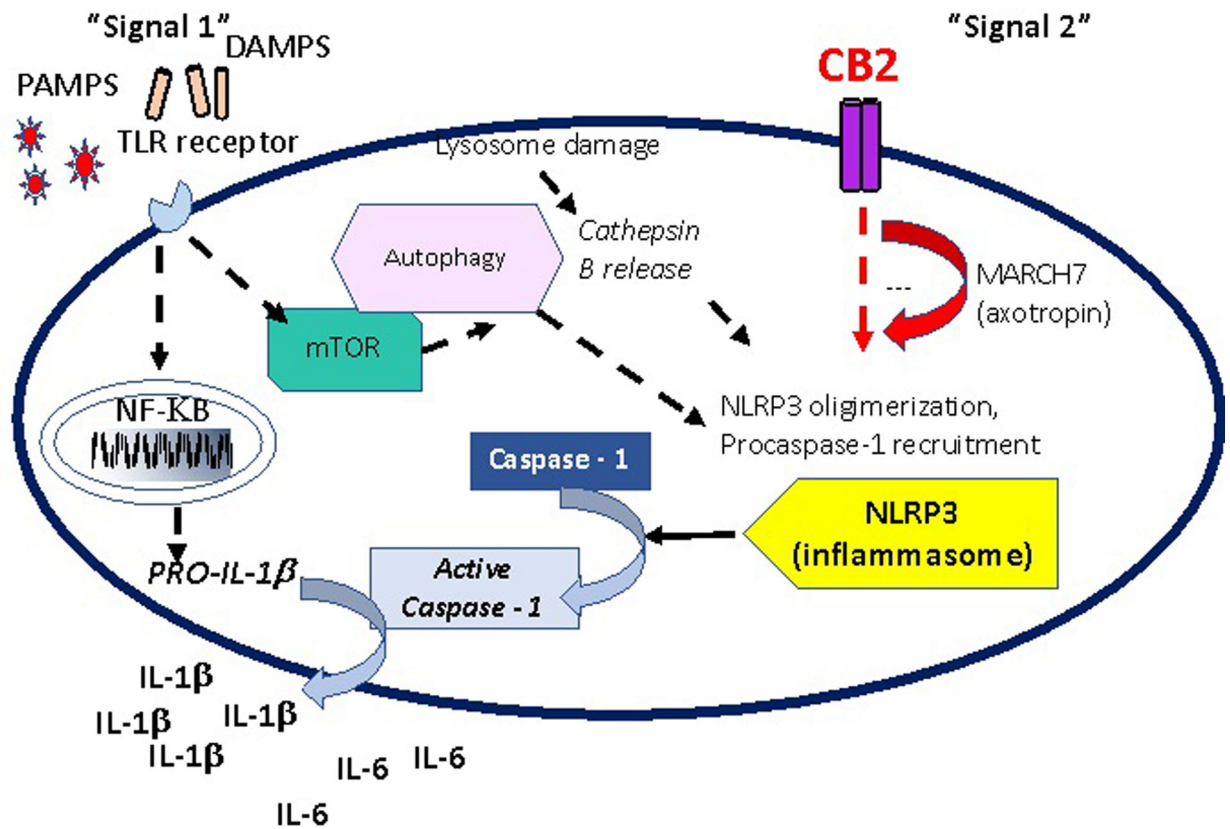 "Signal 1"
DAMPS
PAMPS
TLR receptor
"Signal 2"
CB2
Lysosome damage
Cathepsin
B release
Autophagy
mTOR
...
MARCH7
(axotropin)
NF-KB
NLRP3 oligimerization,
Procaspase-1 recruitment
Caspase - 1
NLRP3
(inflammasome)
PRO-IL-1β
Active
Caspase - 1
IL-1β
IL-1β
IL-1β
IL-1β
IL-6
IL-6
IL-6